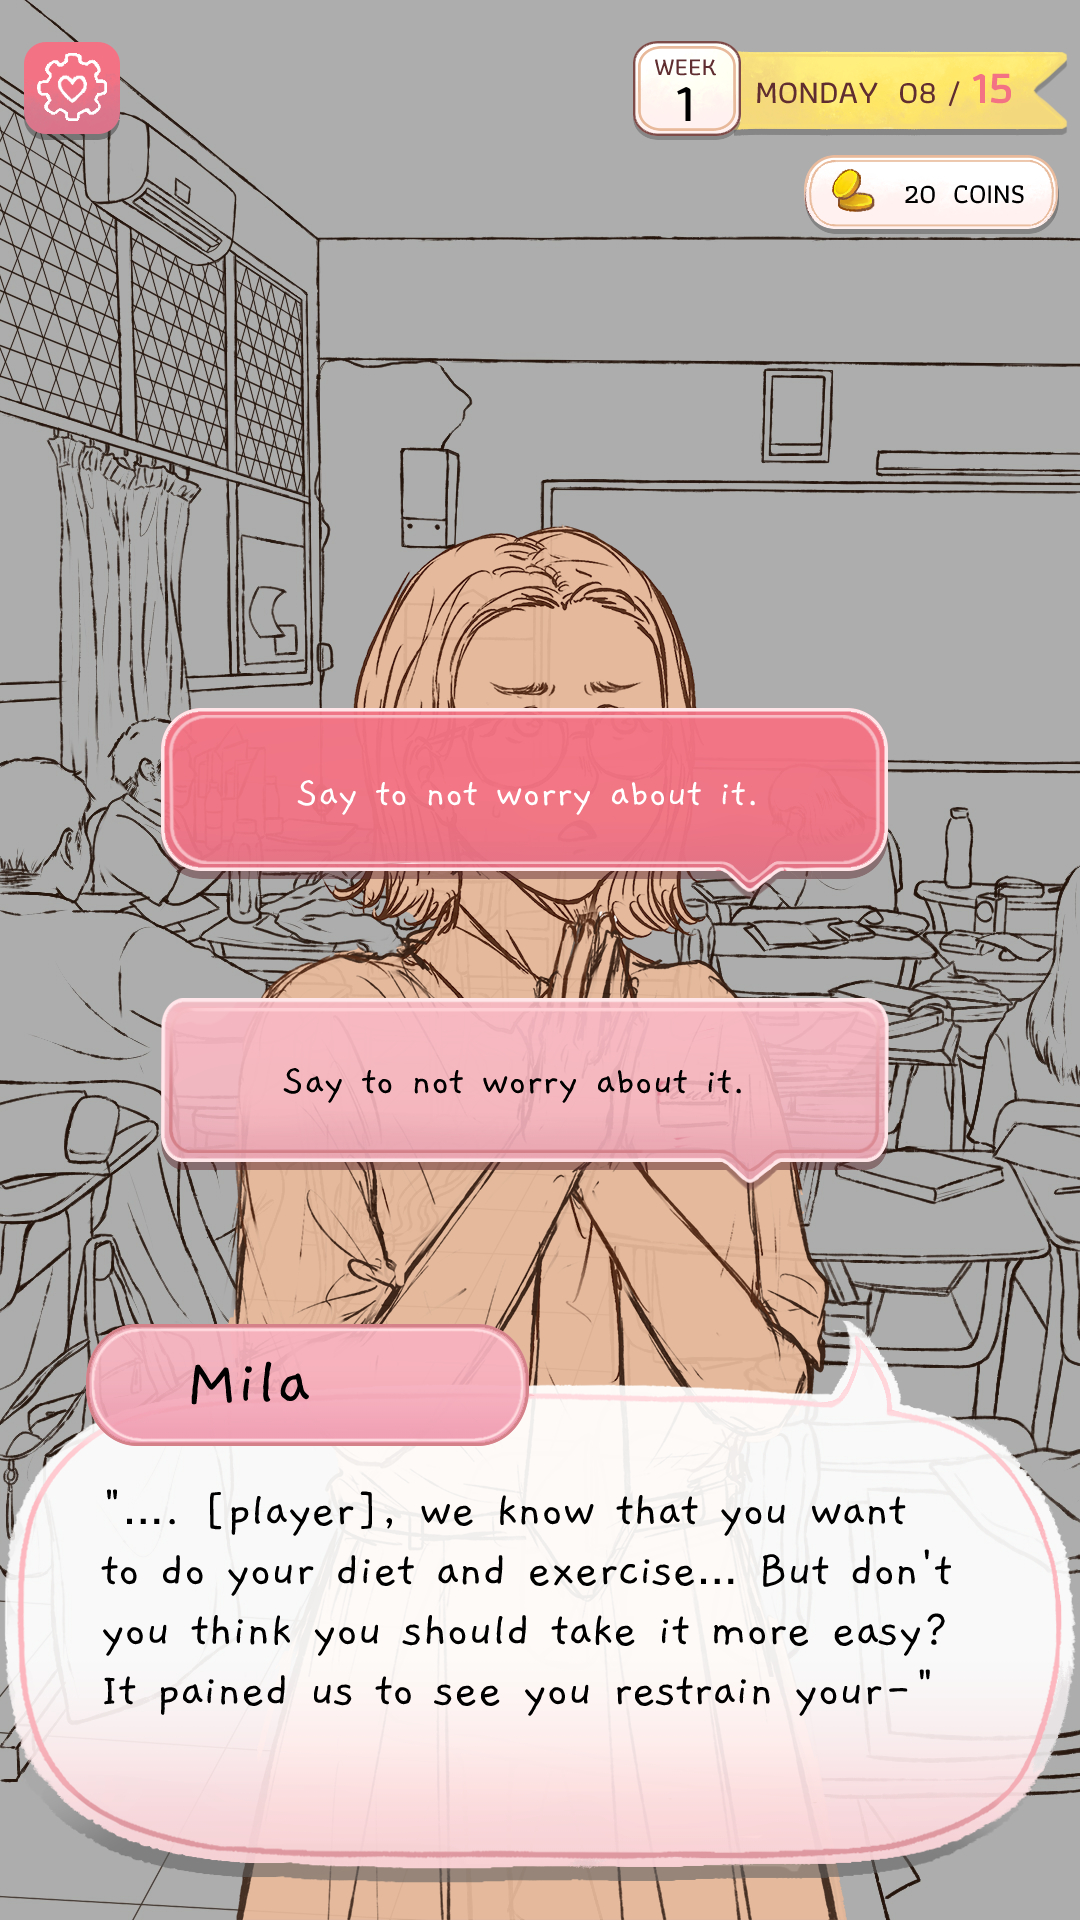 WEEK
1
MONDAY 08 / 15
20 COINS
Say to not worry about it.
Say to not worry about it.
Mila
".... [player], we know that you want
to do your diet and exercise... But don't
you think you should take it more easy?
It pained us to see you restrain your-"